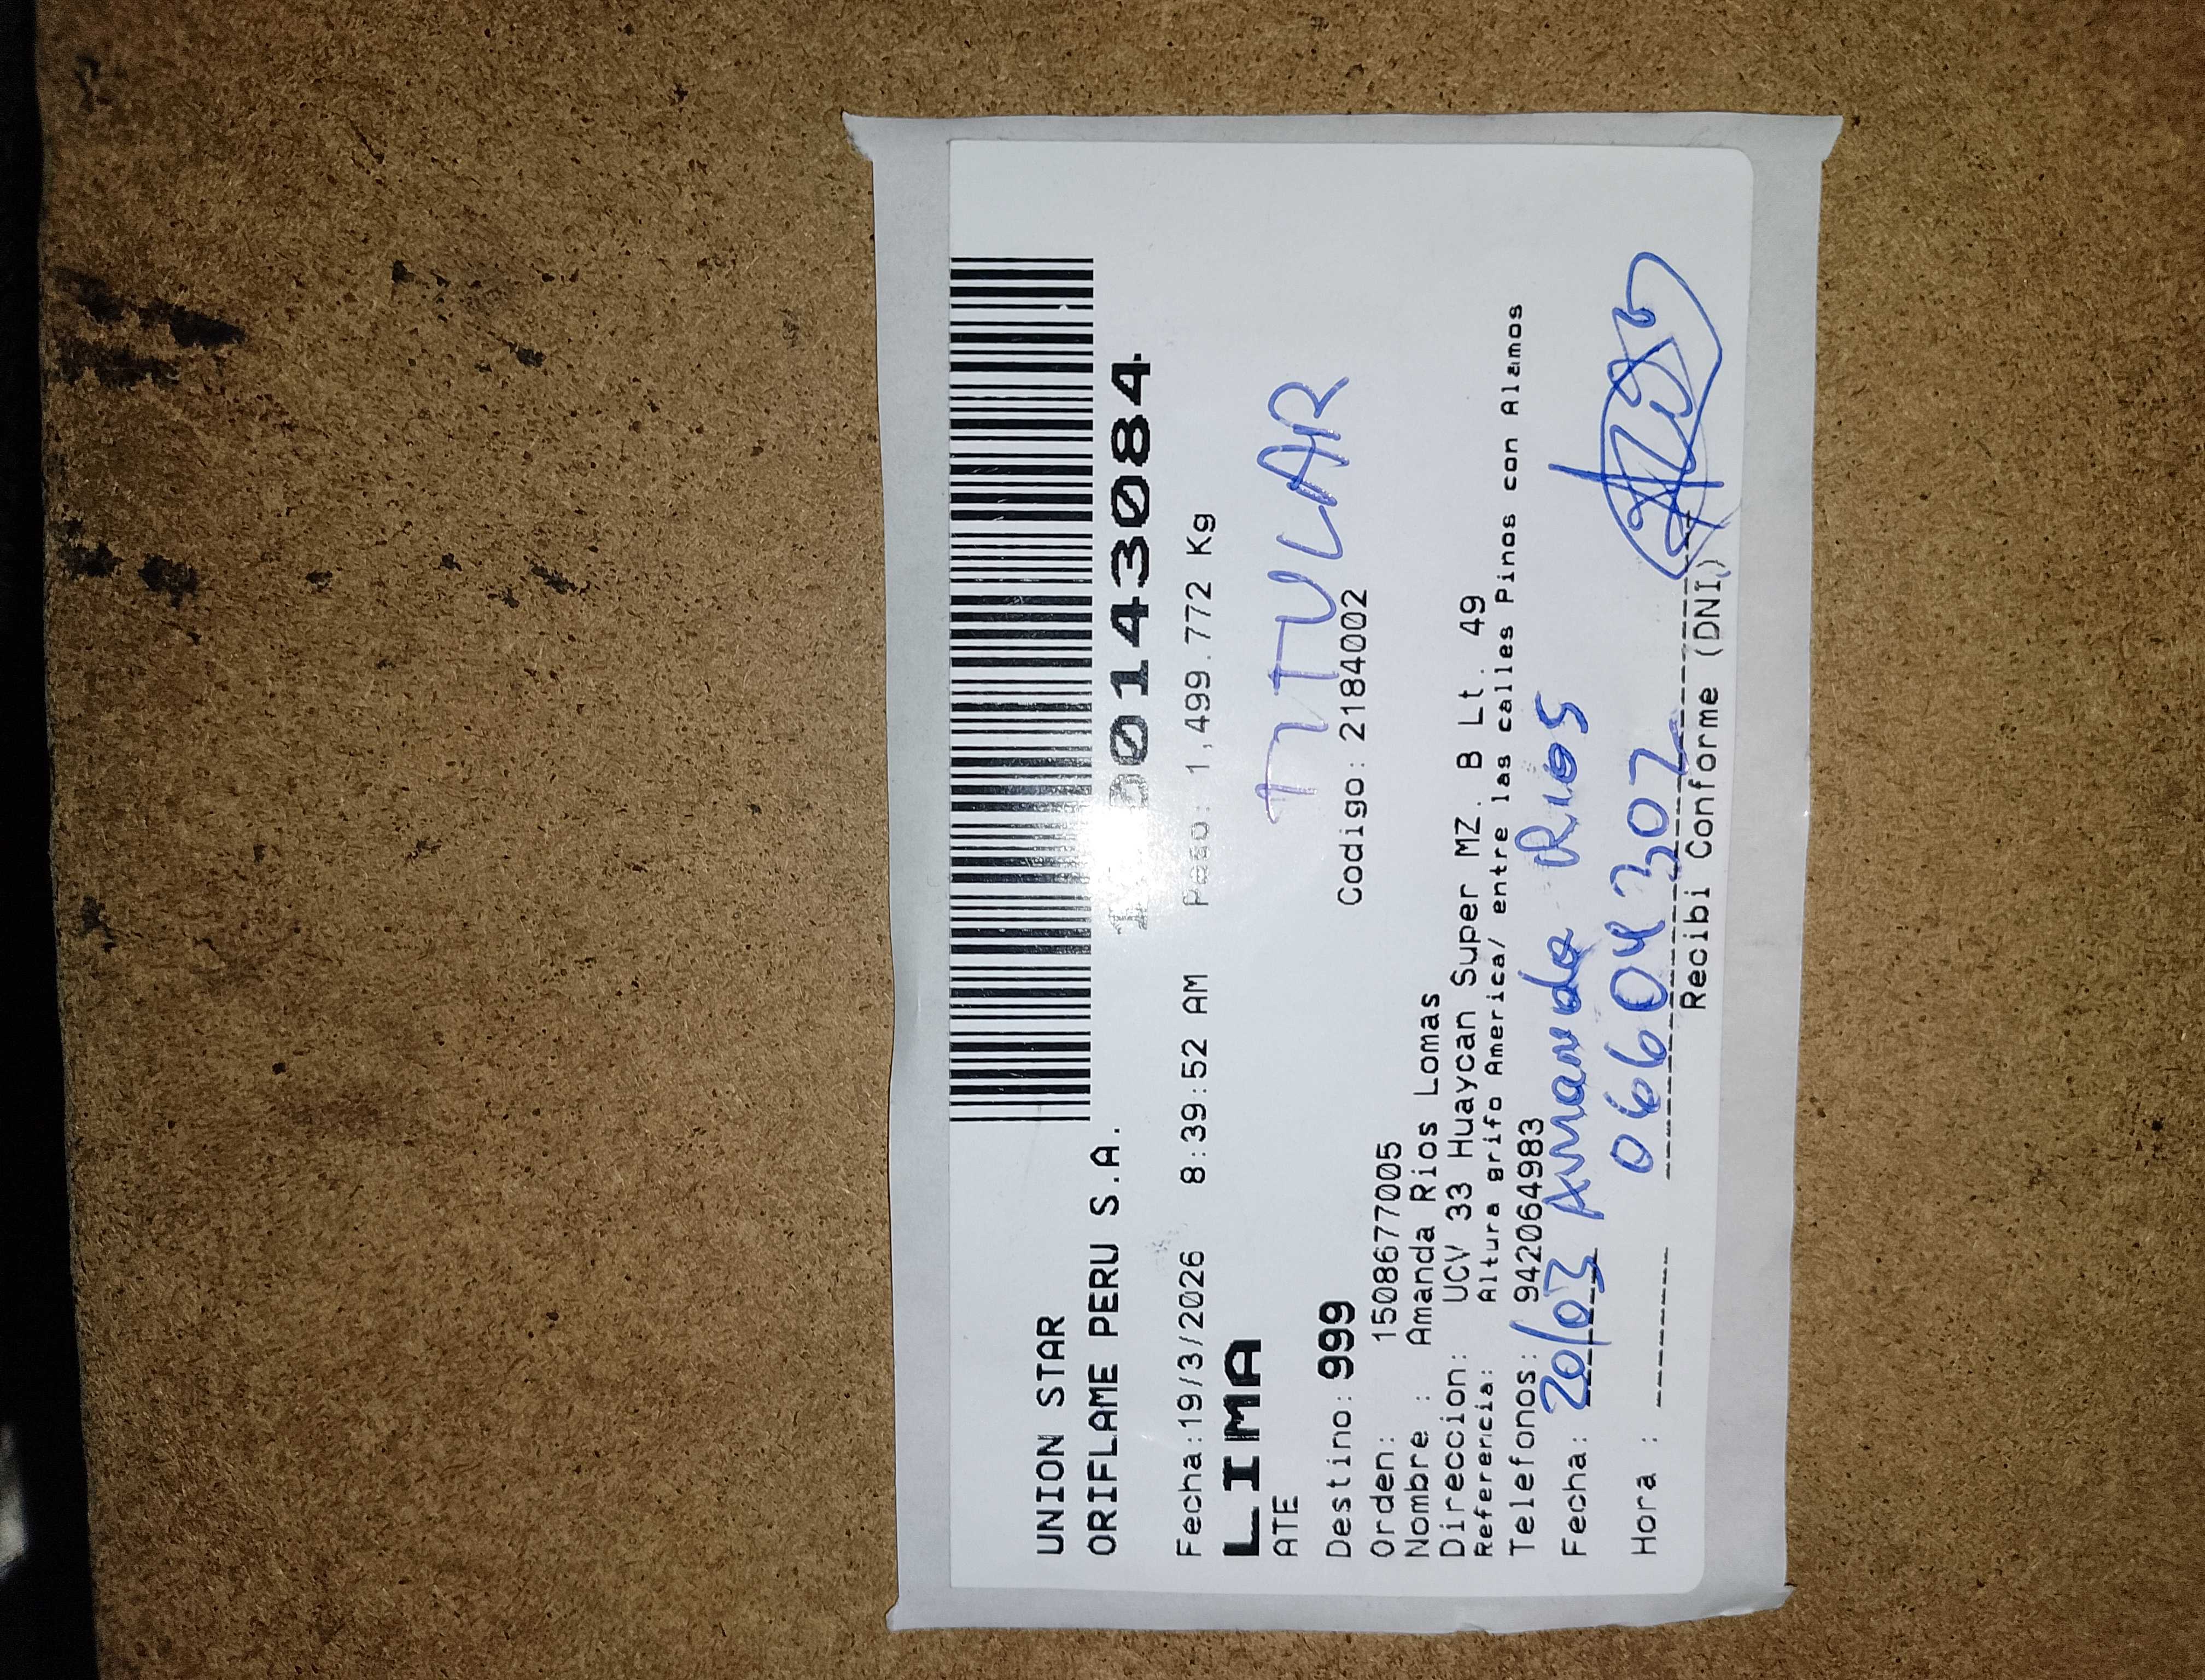 UNION STAR
ORIFLAME PERU S.A.
0143084
Fecha:19/3/2026 8:39:52 AM Peso: 1,499.772 Kg
LIMA
ATE
TITULAR
Destino: 999
Codigo: 2184002
Orden: 1508677005
Nombre : Amanda Rios Lomas
Direccion: UCV 33 Huaycan Super MZ. B Lt. 49
Referencia: Altura grifo America/ entre las calles Pinos con Alamos
Telefonos: 942064983
Fecha: 20/03 Amanda Rios
06604302
Hora :
Recibi Conforme (DNI)